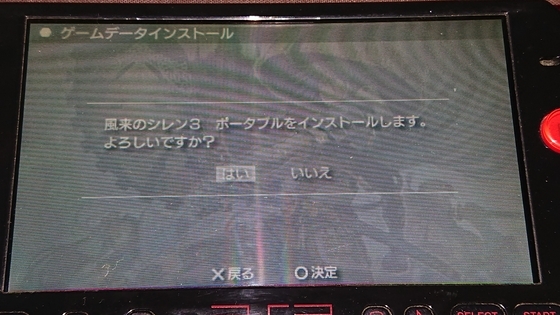 ゲームデータインストール
風来のシレン3 ポータブルをインストールします。
よろしいですか?
はい いいえ
×戻る ○決定
SELECT START